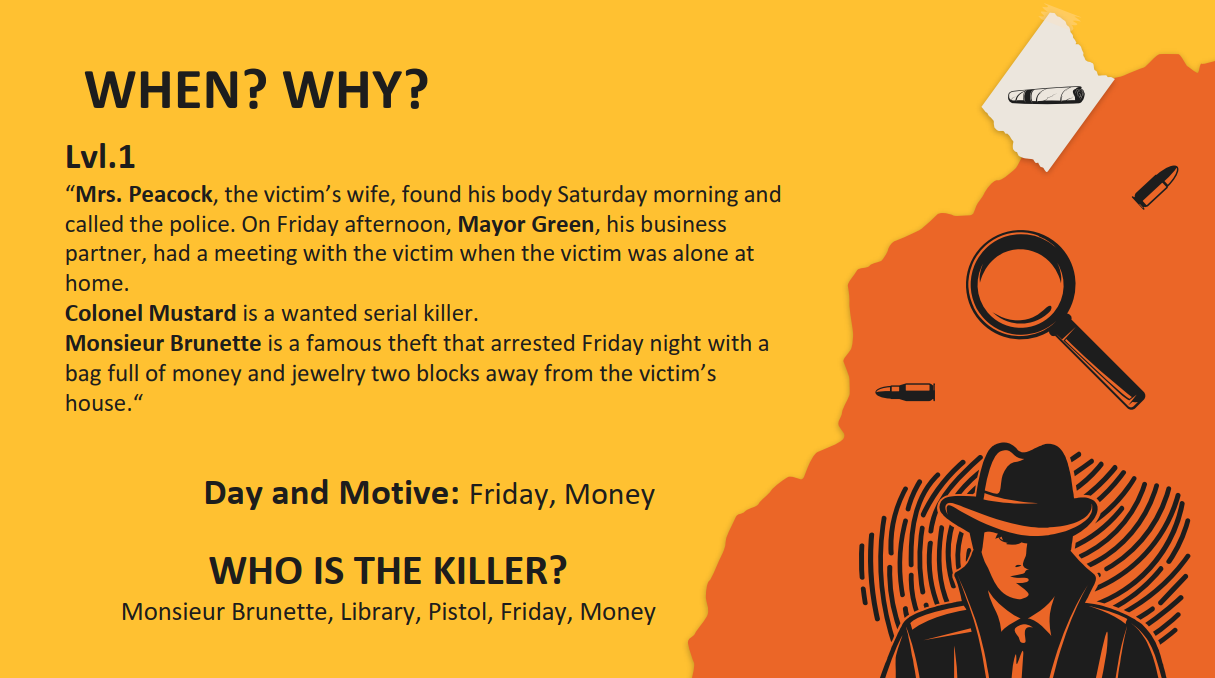 WHEN? WHY?
Lvl.1
“Mrs. Peacock, the victim’s wife, found his body Saturday morning and
called the police. On Friday afternoon, Mayor Green, his business
partner, had a meeting with the victim when the victim was alone at
home.
Colonel Mustard is a wanted serial killer.
Monsieur Brunette is a famous theft that arrested Friday night with a
bag full of money and jewelry two blocks away from the victim’s
house.“
Day and Motive: Friday, Money
WHO IS THE KILLER?
Monsieur Brunette, Library, Pistol, Friday, Money